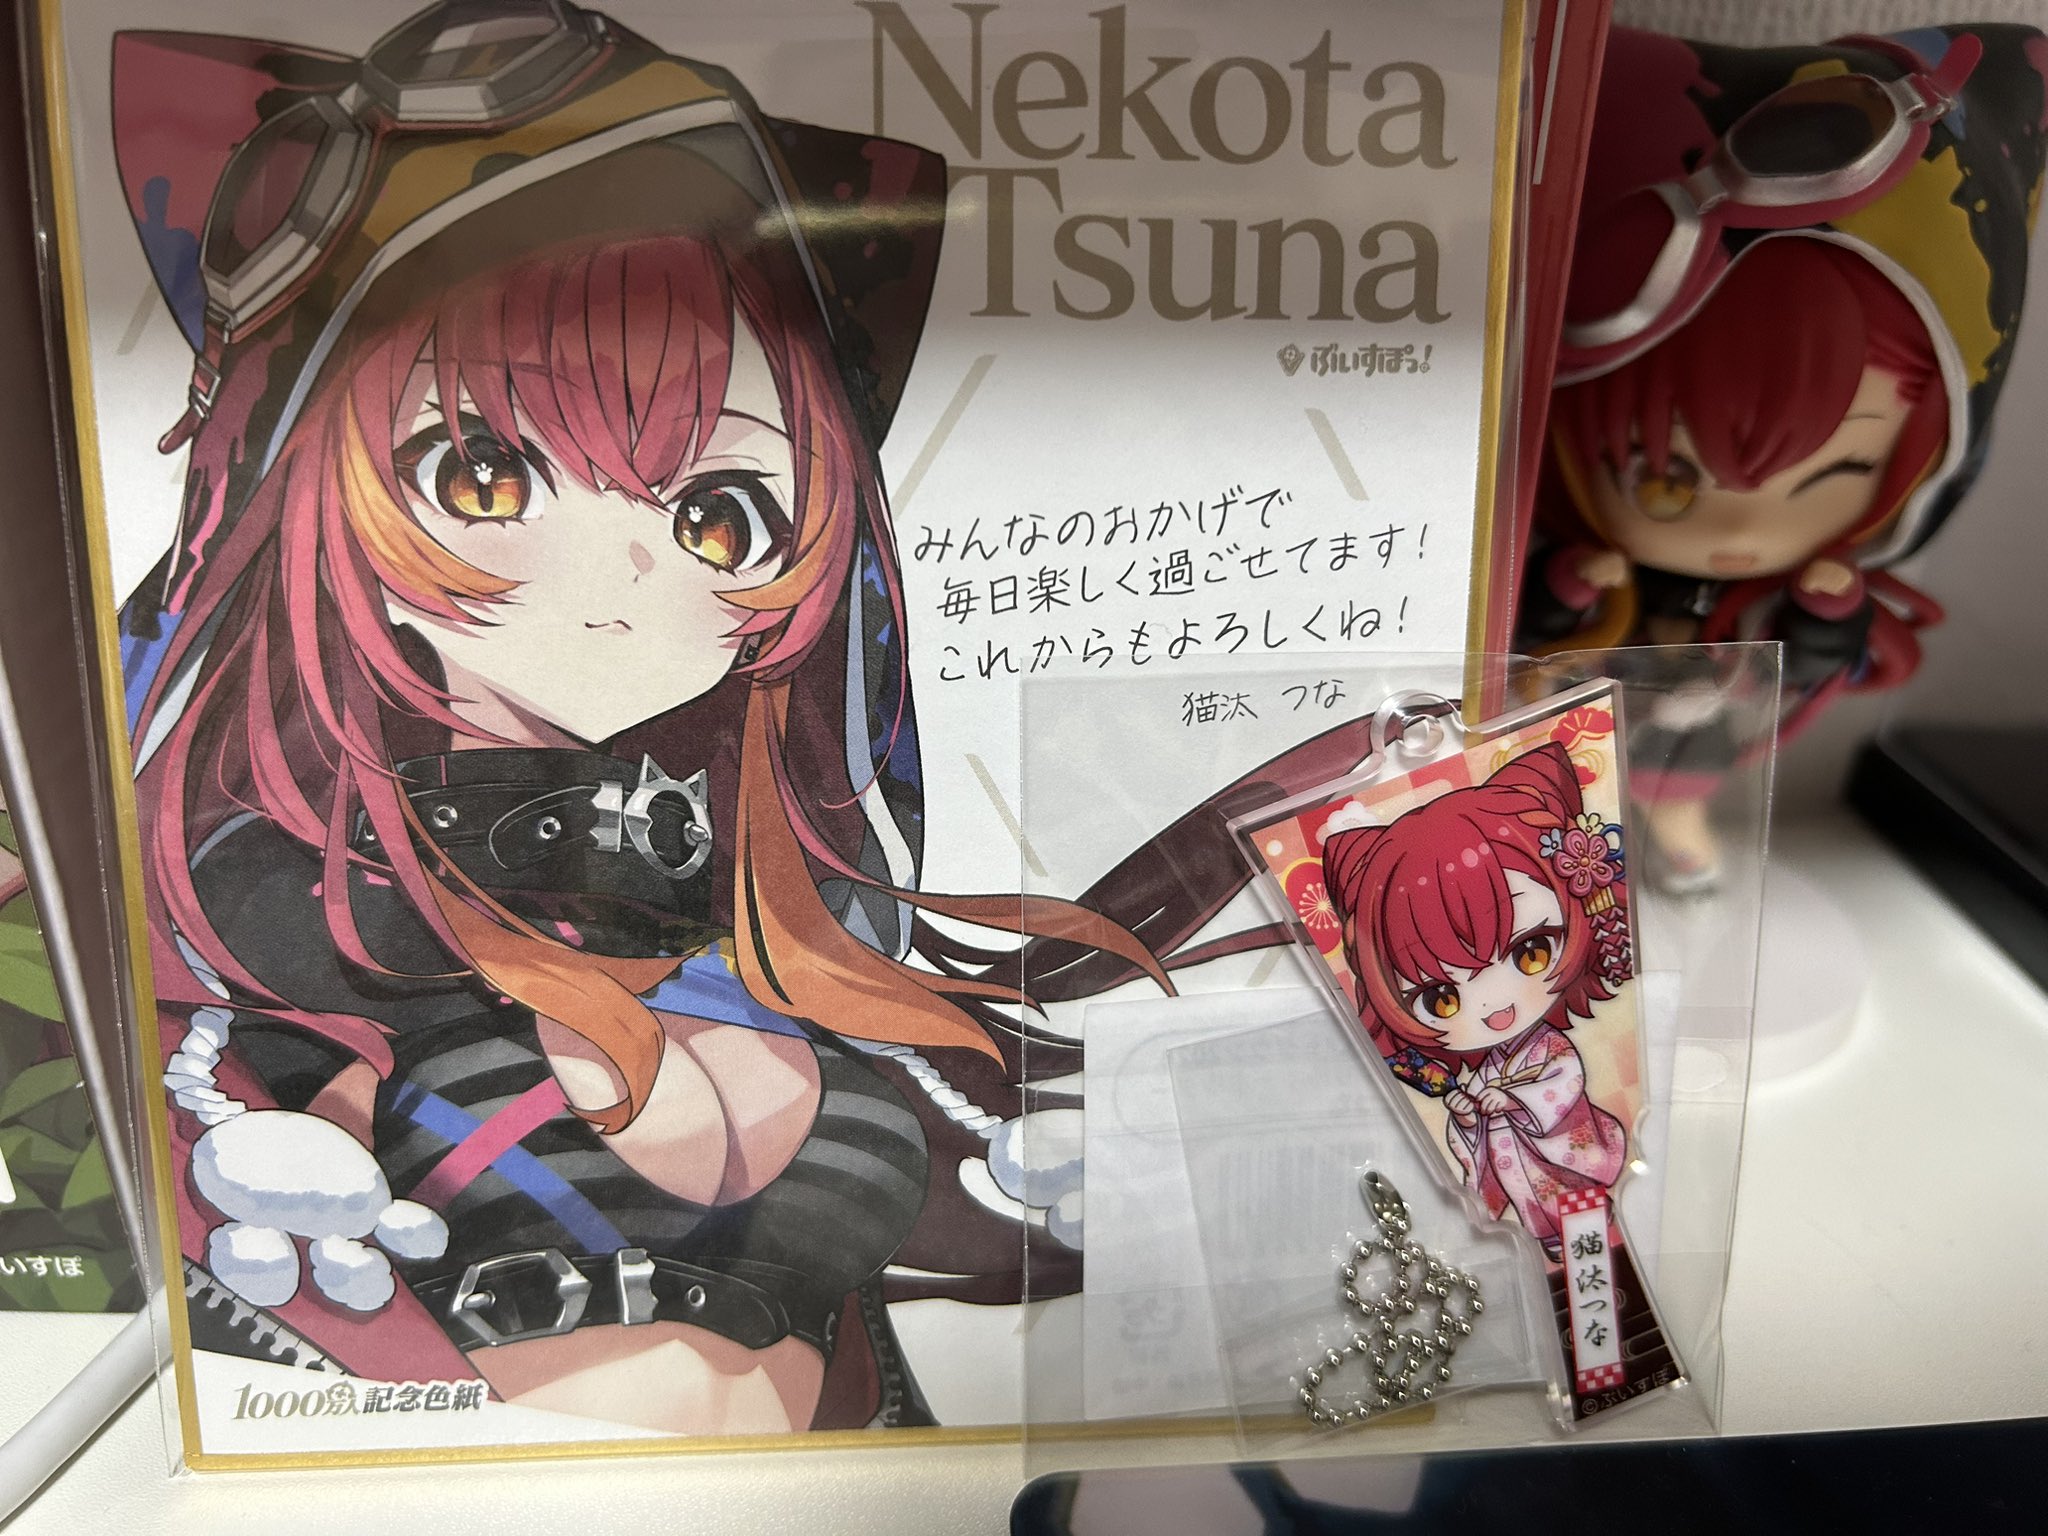 Nekota
Tsuna
ぶいすぽっ!
みんなのおかげで
毎日楽しく過ごせてます!
これからもよろしくね!
猫汰 つな
猫汰つな
©ぶいすぽ
いすぽ
1000万人記念色紙